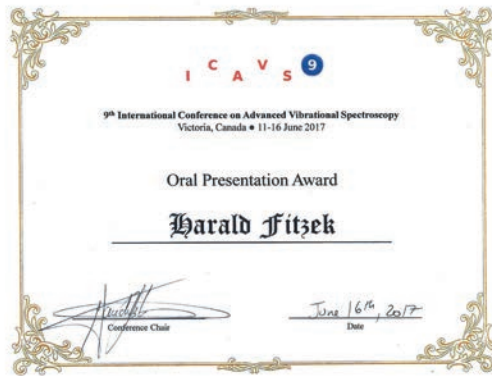 ICAVS 9
9th International Conference on Advanced Vibrational Spectroscopy
Victoria, Canada ● 11-16 June 2017
Oral Presentation Award
Harald Fitzek
June 16th, 2017
Conference Chair
Date